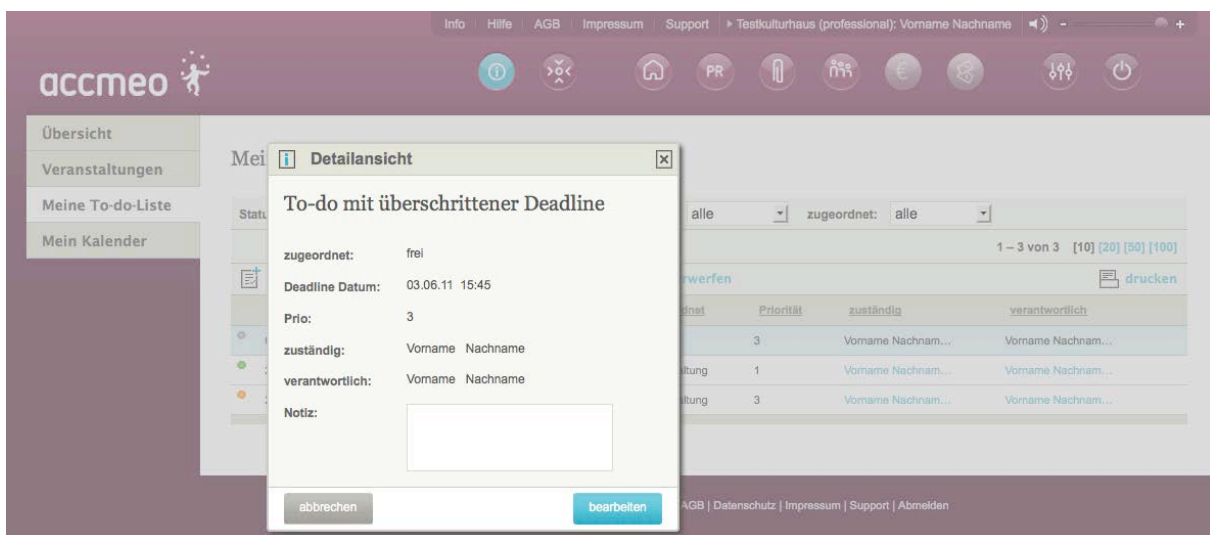 Info Hilfe AGB Impressum Support Testkulturhaus (professional): Vorname Nachname - +
accmeo
PR €
Übersicht
Veranstaltungen
Meine To-do-Liste
Mein Kalender
Mei
Detailansicht
To-do mit überschrittener Deadline
zugeordnet: frei
Deadline Datum: 03.06.11 15:45
Prio: 3
zuständig: Vorname Nachname
verantwortlich: Vorname Nachname
Notiz:
abbrechen bearbeiten
Statu alle zugeordnet: alle
1 – 3 von 3 [10] [20] [50] [100]
rwerfen drucken
dnet Priorität zuständig verantwortlich
3 Vorname Nachnam... Vorname Nachnam...
altung 1 Vorname Nachnam... Vorname Nachnam...
altung 3 Vorname Nachnam... Vorname Nachnam...
AGB | Datenschutz | Impressum | Support | Abmelden